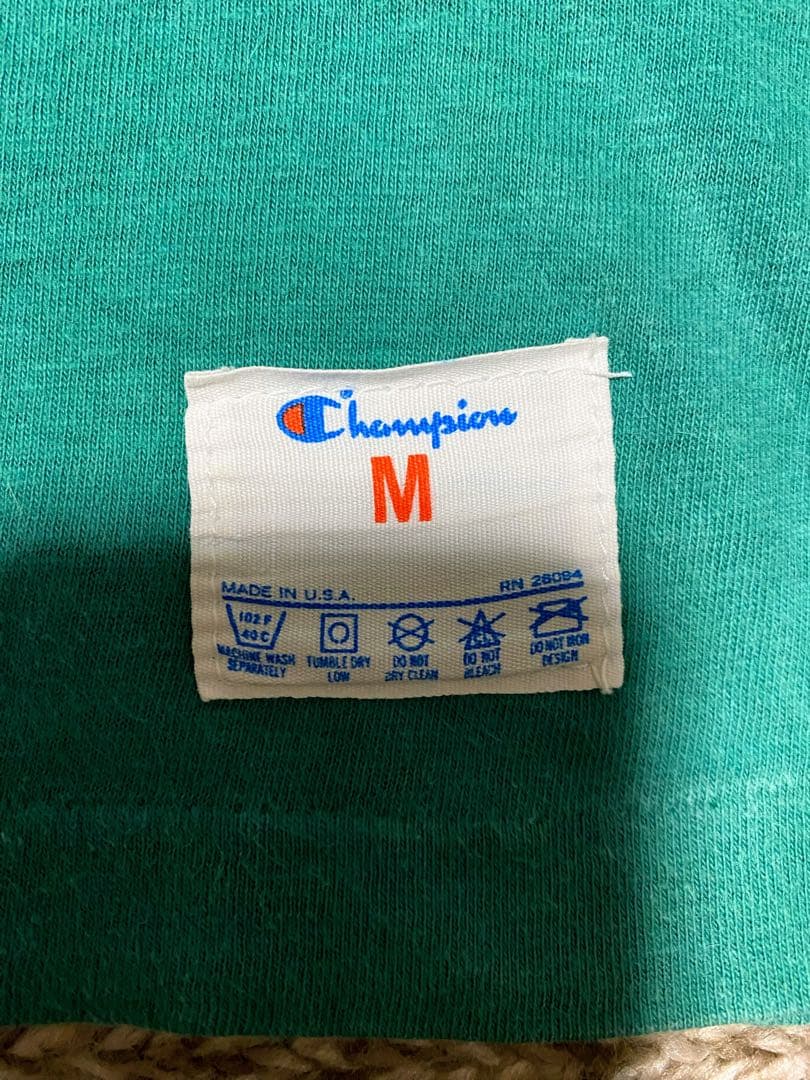 Champion
M
MADE IN U.S.A. RN 26094
102 F
40 C
MACHINE WASH
SEPARATELY
TUMBLE DRY
LOW
DO NOT
DRY CLEAN
DO NOT
BLEACH
DO NOT IRON
DESIGN